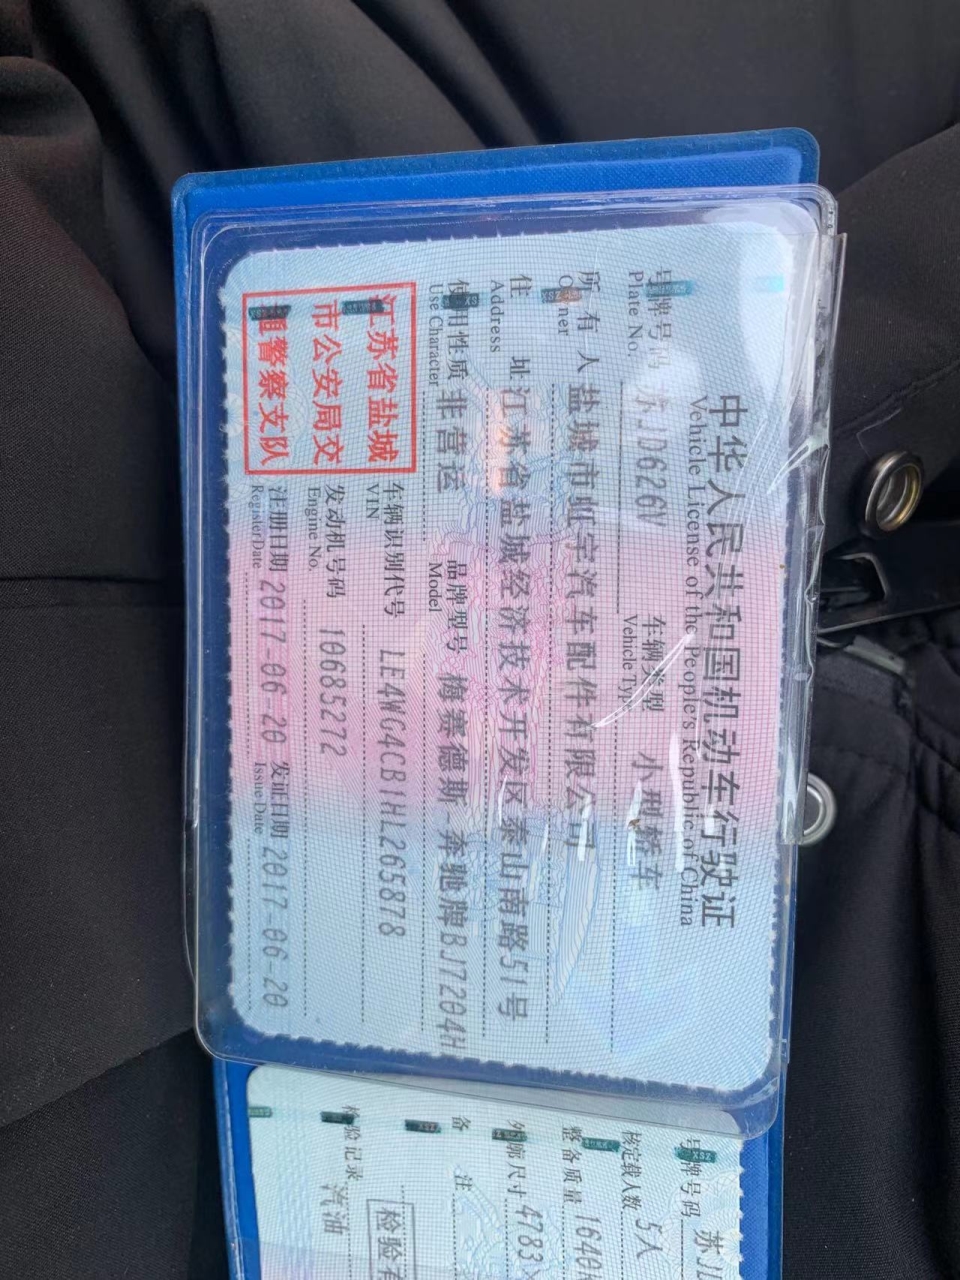 中华人民共和国机动车行驶证
Vehicle License of the People's Republic of China
号牌号码 苏JD626V 车辆类型 小型轿车
Plate No. Vehicle Type
所有人 盐城市虹宇汽车配件有限公司
Owner
住址 江苏省盐城经济技术开发区泰山南路51号
Address
使用性质 非营运 品牌型号 梅赛德斯-奔驰牌BJ7204H
Use Character Model
江苏省盐城
市公安局交
警察支队
车辆识别代号 LE4WG4CB1HL265878
VIN
发动机号码 10685272
Engine No.
注册日期 2017-06-20 发证日期 2017-06-20
Register Date Issue Date
号牌号码 苏J
核定载人数 5人
整备质量 1640k
外廓尺寸 4783×
备注
检验记录 汽油
检验